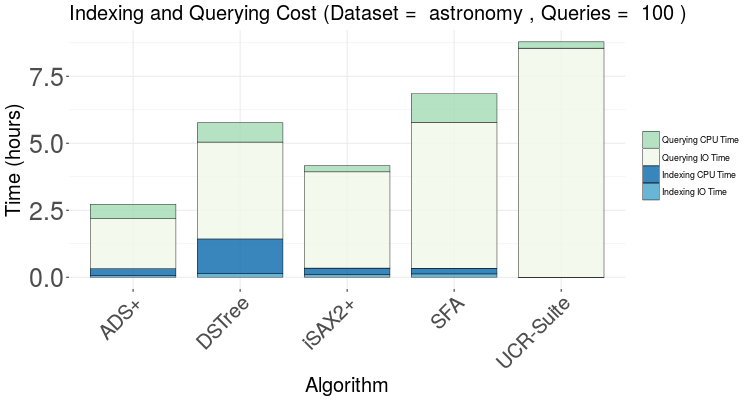 Indexing and Querying Cost (Dataset =  astronomy , Queries =  100 )
Time (hours)
7.5
5.0
2.5
0.0
ADS+
DSTree
iSAX2+
SFA
UCR-Suite
Algorithm
Querying CPU Time
Querying IO Time
Indexing CPU Time
Indexing IO Time